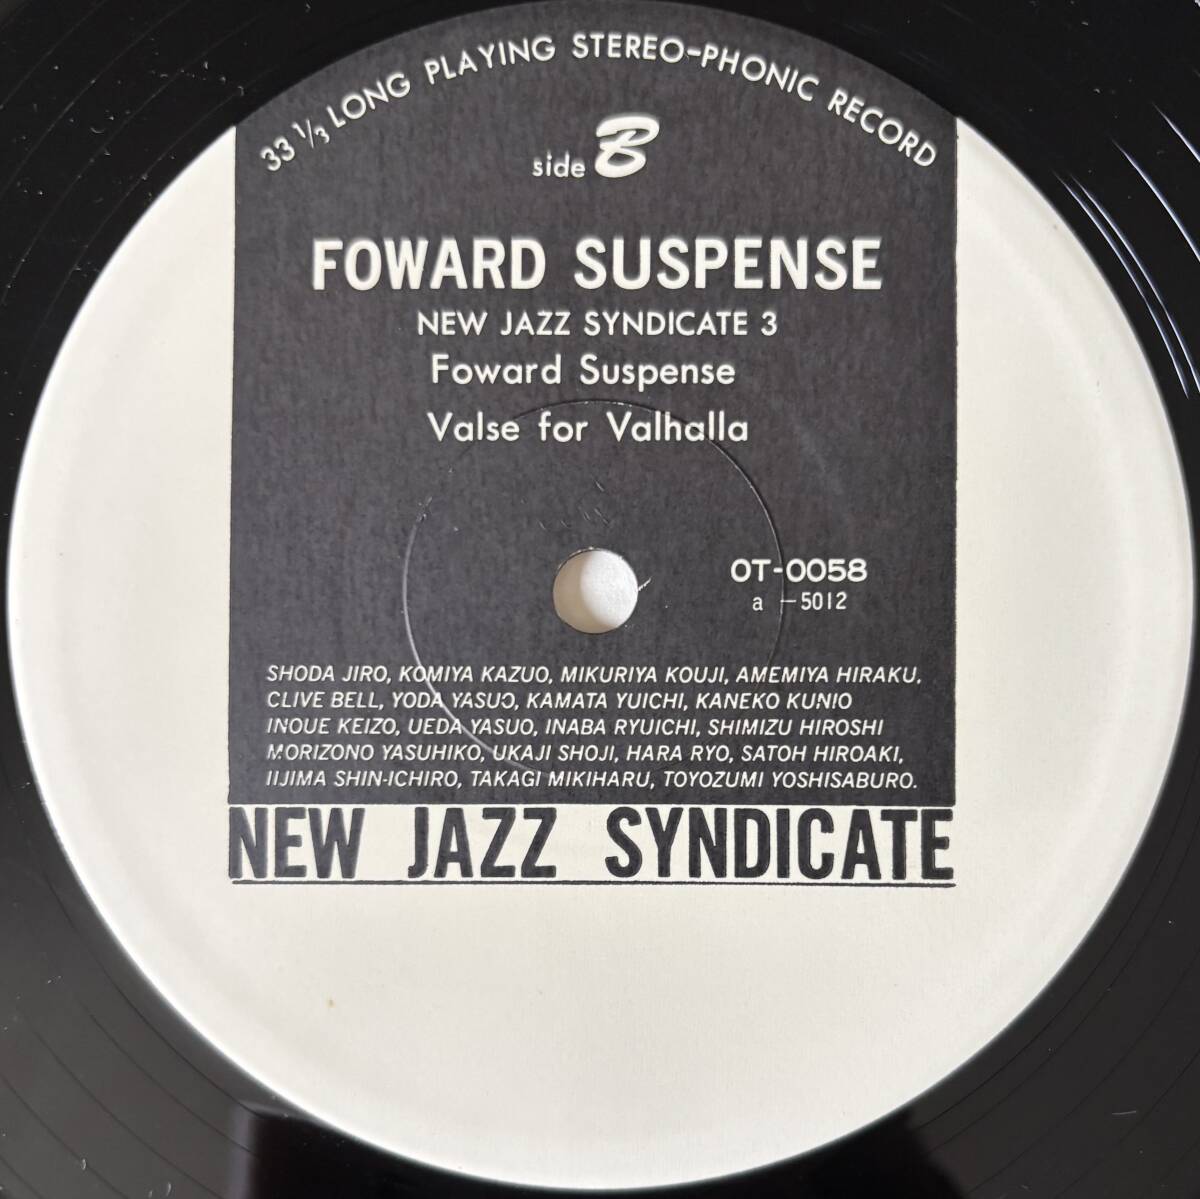 33 1/3 LONG PLAYING STEREO-PHONIC RECORD
side B
FOWARD SUSPENSE
NEW JAZZ SYNDICATE 3
Foward Suspense
Valse for Valhalla
OT-0058
a -5012
SHODA JIRO, KOMIYA KAZUO, MIKURIYA KOUJI, AMEMIYA HIRAKU,
CLIVE BELL, YODA YASUO, KAMATA YUICHI, KANEKO KUNIO
INOUE KEIZO, UEDA YASUO, INABA RYUICHI, SHIMIZU HIROSHI
MORIZONO YASUHIKO, UKAJI SHOJI, HARA RYO, SATOH HIROAKI,
IIJIMA SHIN-ICHIRO, TAKAGI MIKIHARU, TOYOZUMI YOSHISABURO.
NEW JAZZ SYNDICATE